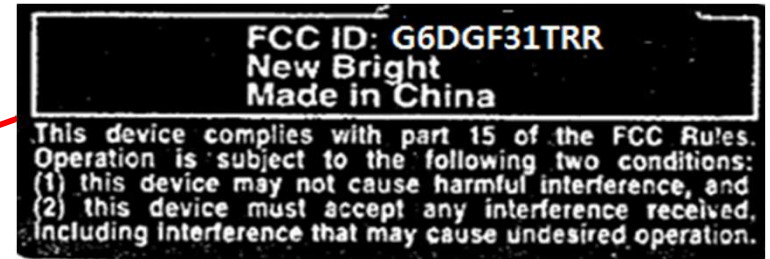 FCC ID: G6DGF31TRR
New Bright
Made in China
This device complies with part 15 of the FCC Rules.
Operation is subject to the following two conditions:
(1) this device may not cause harmful interference, and
(2) this device must accept any interference received,
including interference that may cause undesired operation.